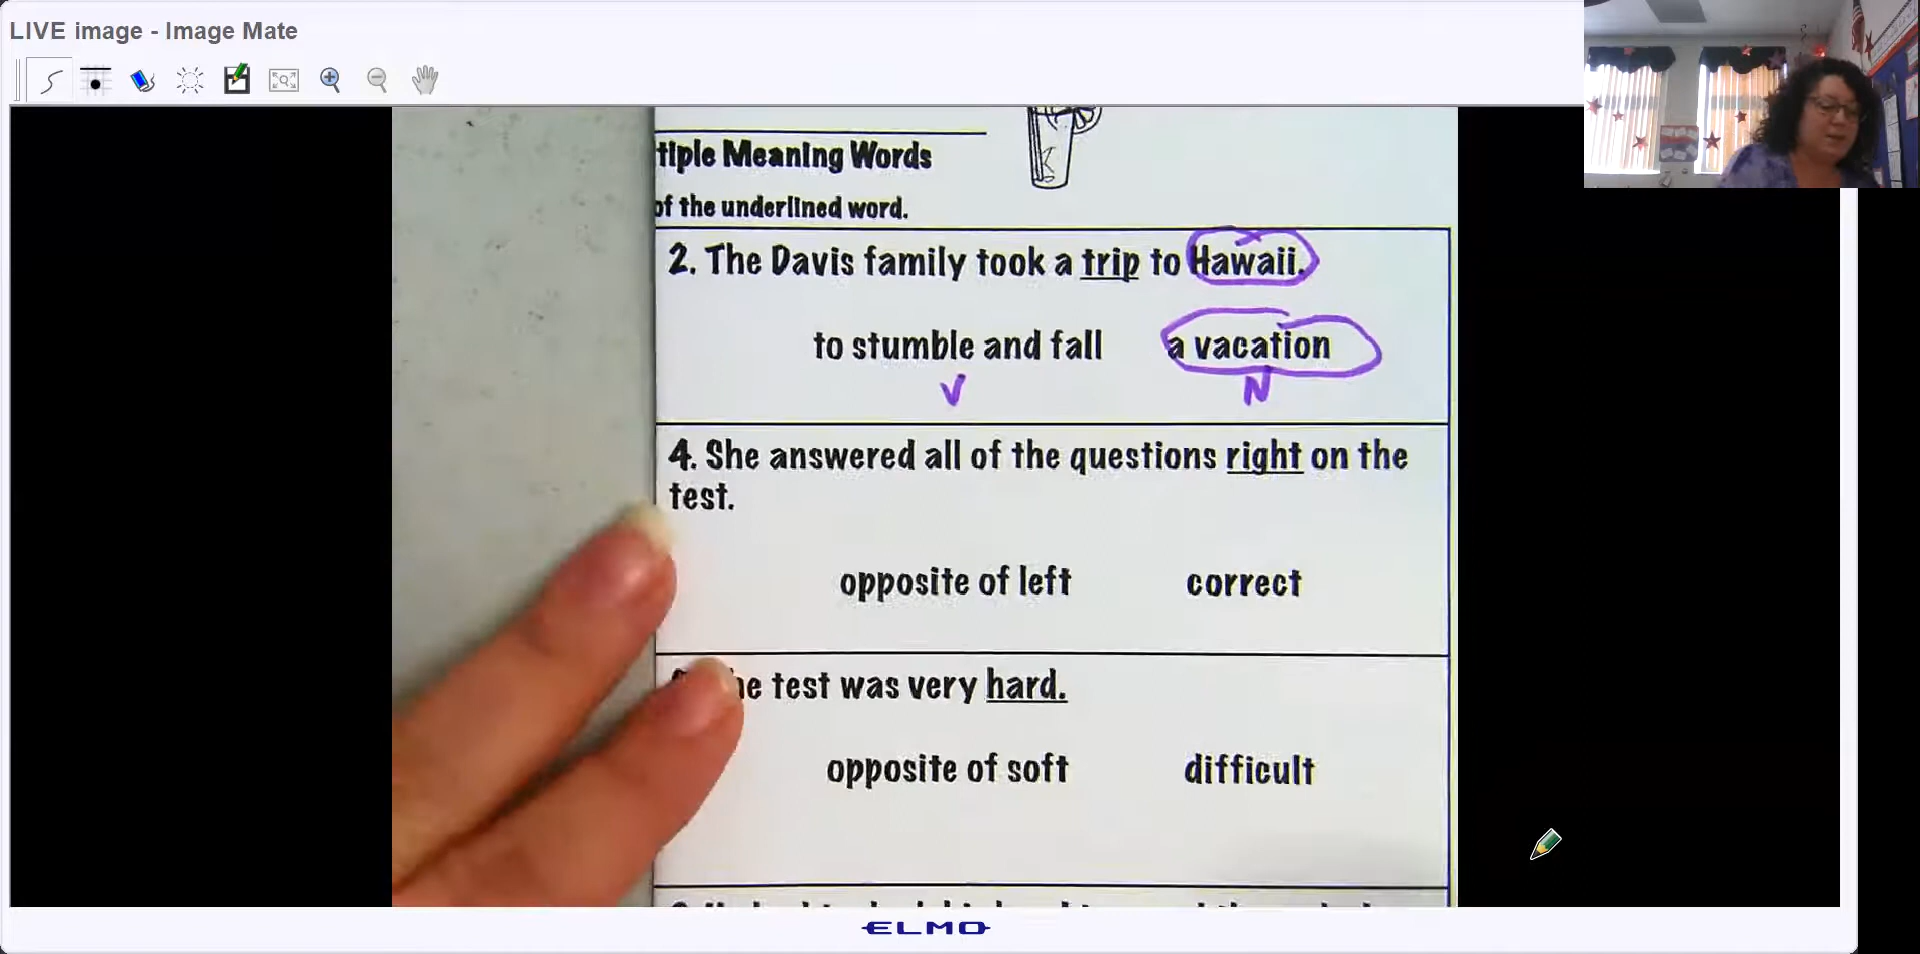 LIVE image - Image Mate
tiple Meaning Words
of the underlined word.
2. The Davis family took a trip to Hawaii.
to stumble and fall a vacation
V N
4. She answered all of the questions right on the
test.
opposite of left correct
test was very hard.
opposite of soft difficult
ELMO